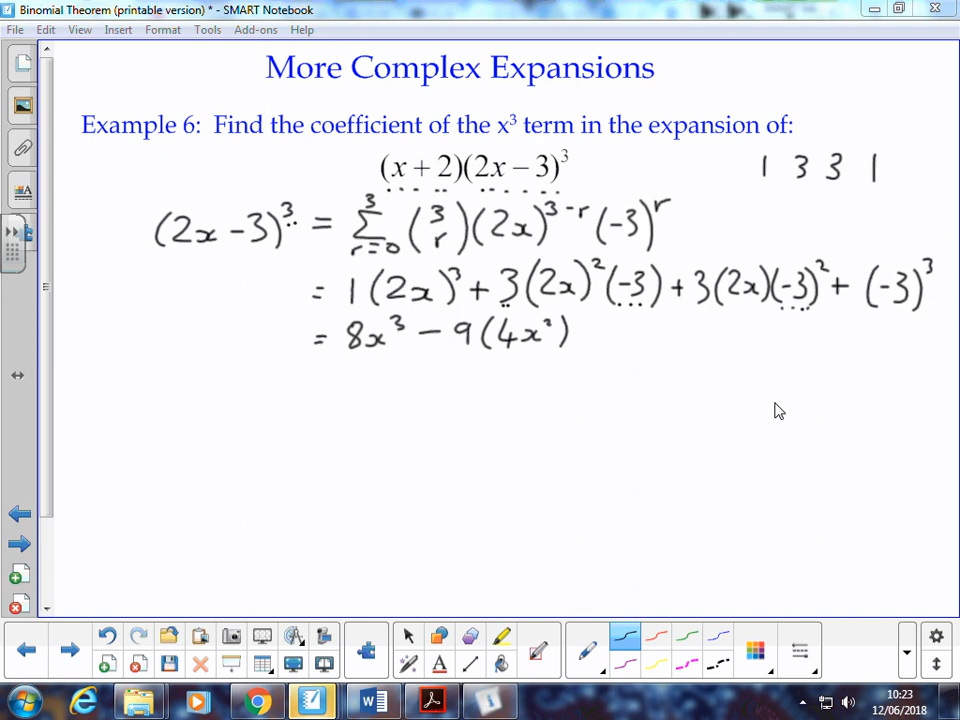 Binomial Theorem (printable version) * - SMART Notebook
File Edit View Insert Format Tools Add-ons Help
More Complex Expansions
Example 6: Find the coefficient of the x³ term in the expansion of:
(x + 2)(2x − 3)³
1 3 3 1
(2x − 3)³ = ∑ r=0 3 (3 r)(2x)³⁻ʳ(−3)ʳ
= 1(2x)³ + 3(2x)²(−3) + 3(2x)(−3)² + (−3)³
= 8x³ − 9(4x²)
A
W
10:23
12/06/2018